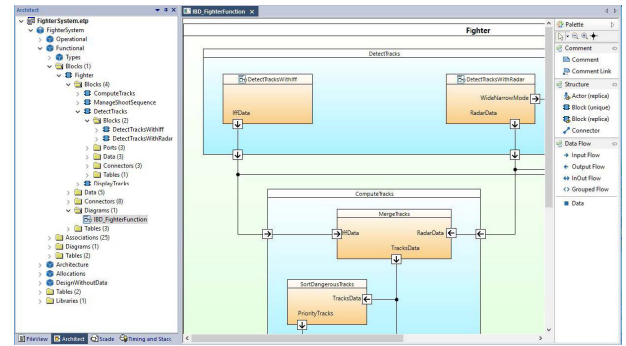 Architect
FighterSystem.etp
FighterSystem
Operational
Functional
Types
Blocks (1)
Fighter
Blocks (4)
ComputeTracks
ManageShootSequence
DetectTracks
Blocks (2)
DetectTracksWithIff
DetectTracksWithRadar
Ports (3)
Data (3)
Connectors (3)
Tables (1)
DisplayTracks
Data (5)
Connectors (8)
Diagrams (1)
IBD_FighterFunction
Tables (3)
Associations (25)
Diagrams (1)
Tables (2)
Architecture
Allocations
DesignWithoutData
Tables (2)
Libraries (1)
FileView Architect Scade Timing and Stack
IBD_FighterFunction
Fighter
DetectTracks
DetectTracksWithIff
IffData
DetectTracksWithRadar
WideNarrowMode
RadarData
ComputeTracks
MergeTracks
IffData RadarData
TracksData
SortDangerousTracks
TracksData
PriorityTracks
Palette
Comment
Comment
Comment Link
Structure
Actor (replica)
Block (unique)
Block (replica)
Connector
Data Flow
Input Flow
Output Flow
InOut Flow
Grouped Flow
Data